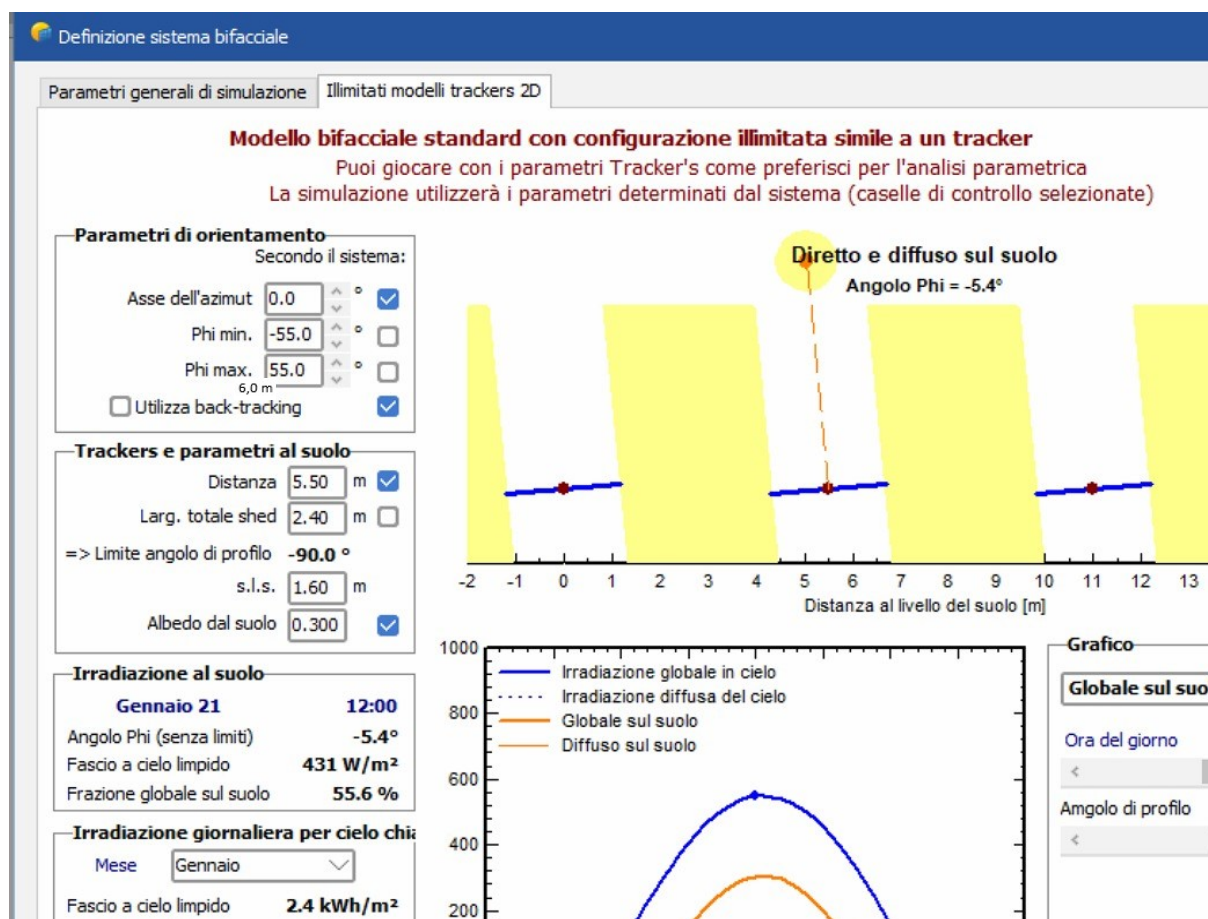 Definizione sistema bifacciale
Parametri generali di simulazione
Illimitati modelli trackers 2D
Modello bifacciale standard con configurazione illimitata simile a un tracker
Puoi giocare con i parametri Tracker's come preferisci per l'analisi parametrica
La simulazione utilizzerà i parametri determinati dal sistema (caselle di controllo selezionate)
Parametri di orientamento
Secondo il sistema:
Asse dell'azimut 0.0 °
Phi min. -55.0 °
Phi max. 55.0 °
6,0 m
Utilizza back-tracking
Trackers e parametri al suolo
Distanza 5.50 m
Larg. totale shed 2.40 m
=> Limite angolo di profilo -90.0 °
s.l.s. 1.60 m
Albedo dal suolo 0.300
Irradiazione al suolo
Gennaio 21 12:00
Angolo Phi (senza limiti) -5.4°
Fascio a cielo limpido 431 W/m²
Frazione globale sul suolo 55.6 %
Irradiazione giornaliera per cielo chia
Mese Gennaio
Fascio a cielo limpido 2.4 kWh/m²
Diretto e diffuso sul suolo
Angolo Phi = -5.4°
-2 -1 0 1 2 3 4 5 6 7 8 9 10 11 12 13
Distanza al livello del suolo [m]
1000
800
600
400
200
Irradiazione globale in cielo
Irradiazione diffusa del cielo
Globale sul suolo
Diffuso sul suolo
Grafico
Globale sul suo
Ora del giorno
Amgolo di profilo